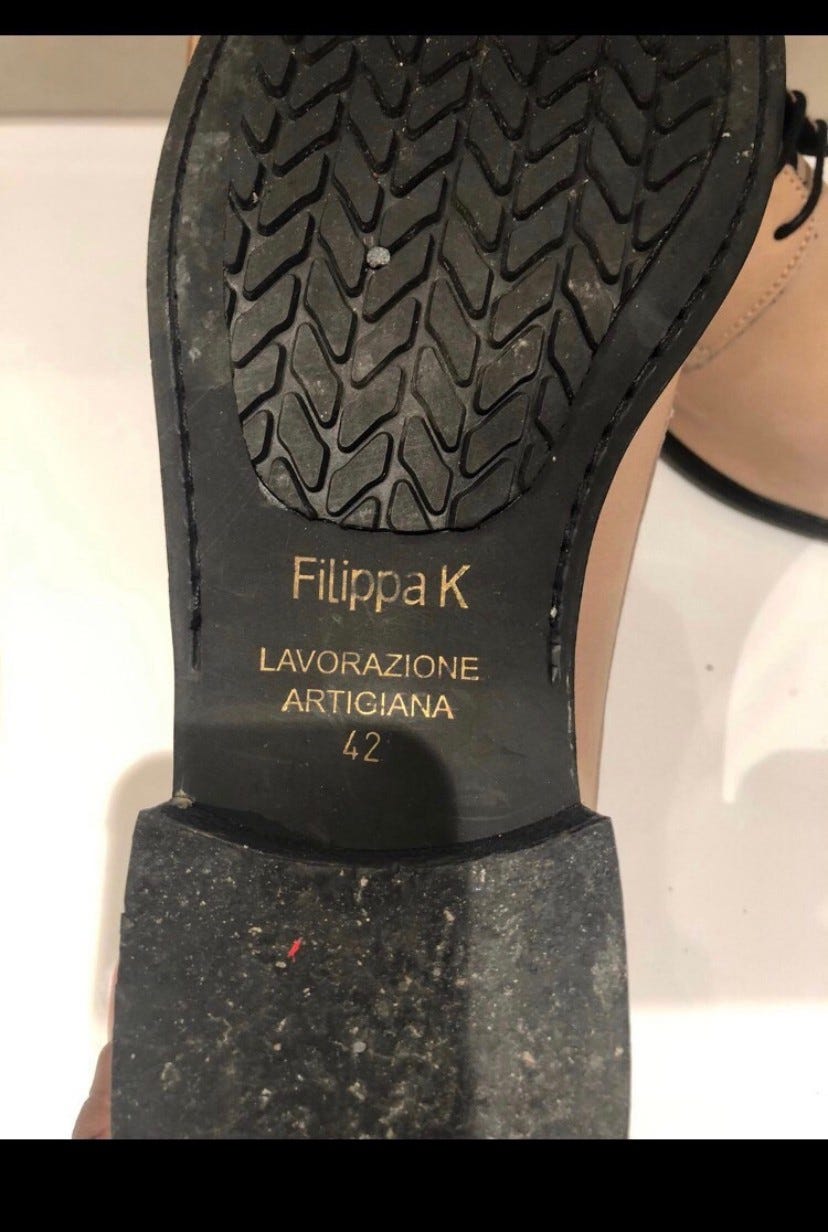 Filippa K
LAVORAZIONE
ARTIGIANA
42